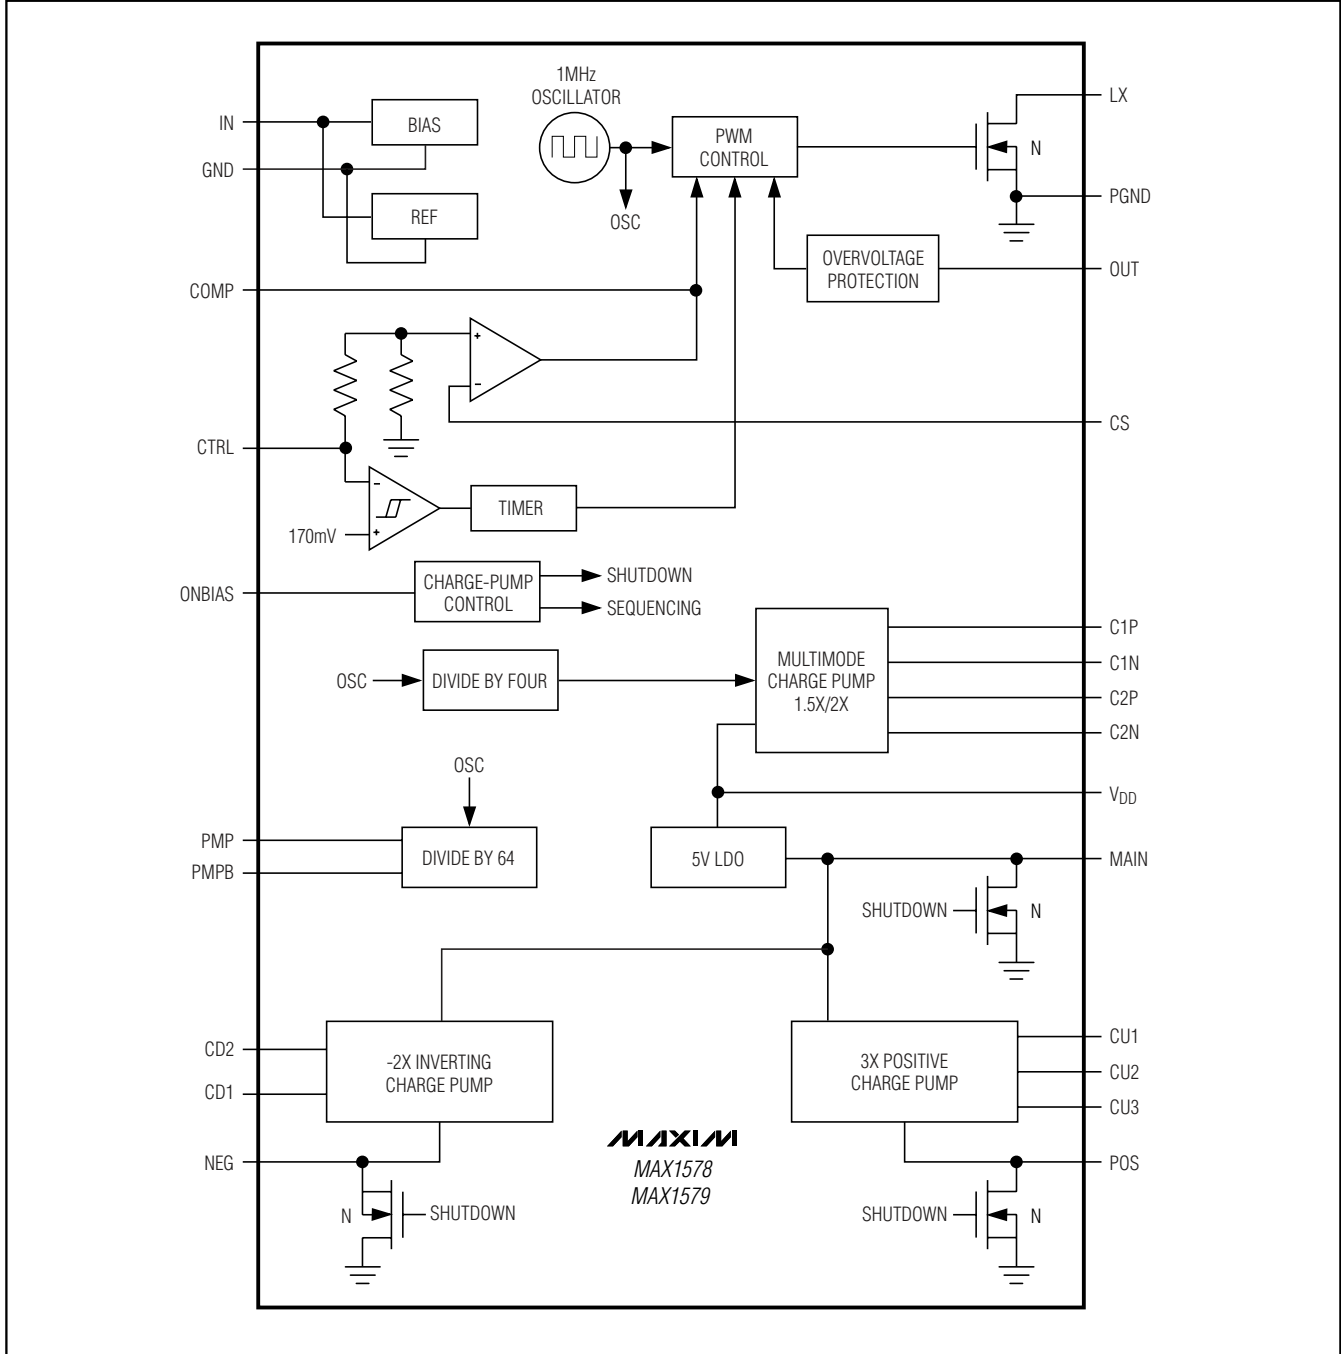 1MHz
OSCILLATOR
LX
IN
BIAS
PWM
CONTROL
N
GND
PGND
REF
OSC
OVERVOLTAGE
PROTECTION
OUT
COMP
+
-
CS
CTRL
-
TIMER
170mV
+
ONBIAS
CHARGE-PUMP
CONTROL
SHUTDOWN
SEQUENCING
C1P
MULTIMODE
CHARGE PUMP
1.5X/2X
C1N
OSC
DIVIDE BY FOUR
C2P
C2N
OSC
VDD
PMP
PMPB
DIVIDE BY 64
5V LDO
MAIN
SHUTDOWN
N
CD2
CD1
-2X INVERTING
CHARGE PUMP
3X POSITIVE
CHARGE PUMP
CU1
CU2
CU3
MAXIM
MAX1578
MAX1579
NEG
POS
N
SHUTDOWN
SHUTDOWN
N